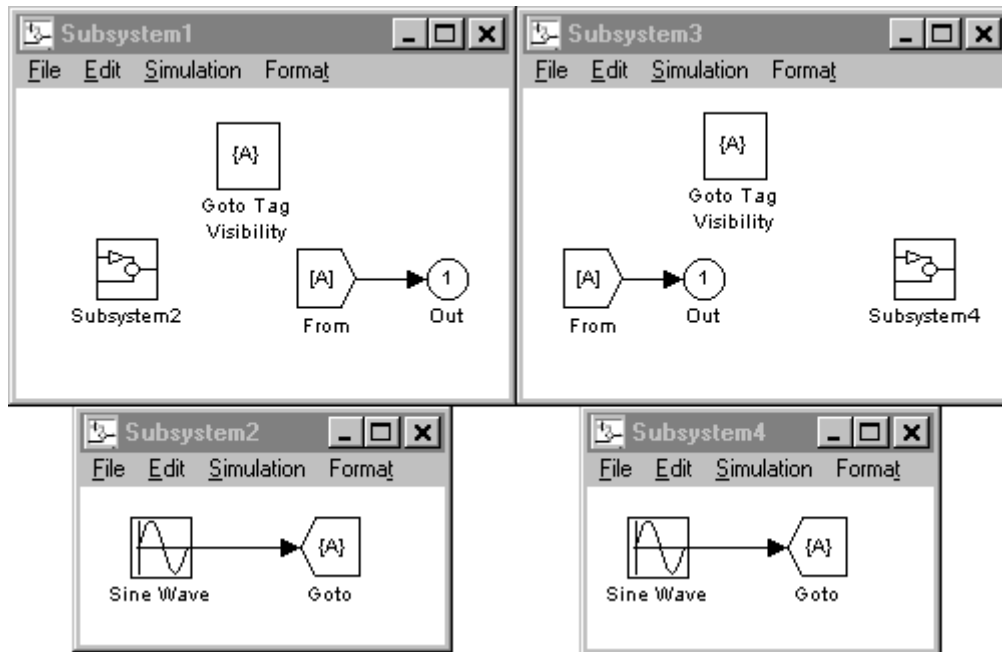 Subsystem1
File Edit Simulation Format
{A}
Goto Tag
Visibility
Subsystem2
[A]
From
1
Out
Subsystem3
File Edit Simulation Format
{A}
Goto Tag
Visibility
[A]
From
1
Out
Subsystem4
Subsystem2
File Edit Simulation Format
Sine Wave
{A}
Goto
Subsystem4
File Edit Simulation Format
Sine Wave
{A}
Goto